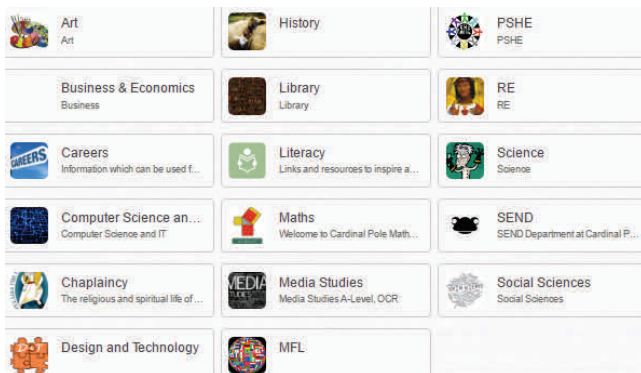 Art
Art
History
PSHE
PSHE
Business & Economics
Business
Library
Library
RE
RE
CAREERS
Careers
Information which can be used f...
Literacy
Links and resources to inspire a...
Science
Science
Computer Science an...
Computer Science and IT
Maths
Welcome to Cardinal Pole Math...
SEND
SEND Department at Cardinal P...
Chaplaincy
The religious and spiritual life of ...
MEDIA
Media Studies
Media Studies A-Level, OCR
Social Sciences
Social Sciences
Design and Technology
MFL